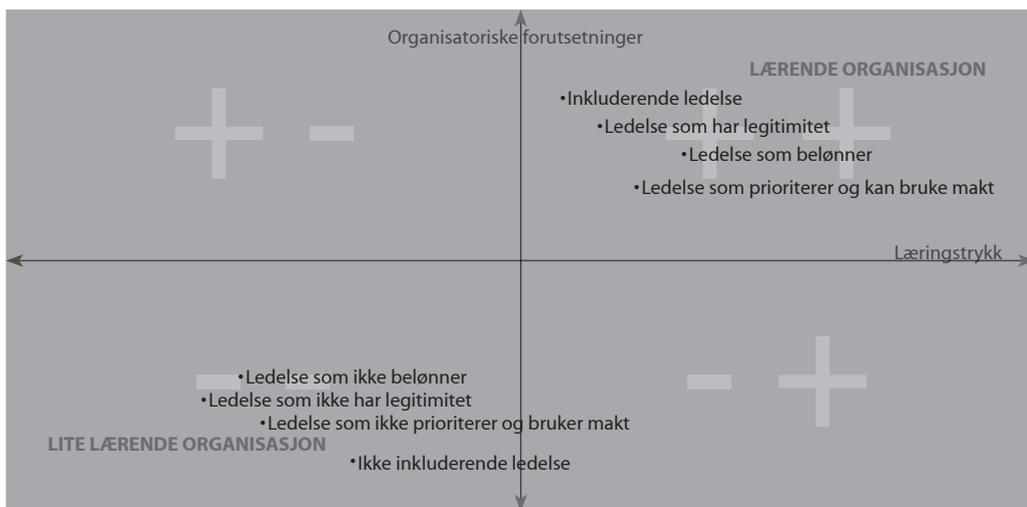 Organisatoriske forutsetninger
LÆRENDE ORGANISASJON
•Inkluderende ledelse
•Ledelse som har legitimitet
•Ledelse som belønner
•Ledelse som prioriterer og kan bruke makt
Læringstrykk
•Ledelse som ikke belønner
•Ledelse som ikke har legitimitet
•Ledelse som ikke prioriterer og bruker makt
LITE LÆRENDE ORGANISASJON
•Ikke inkluderende ledelse